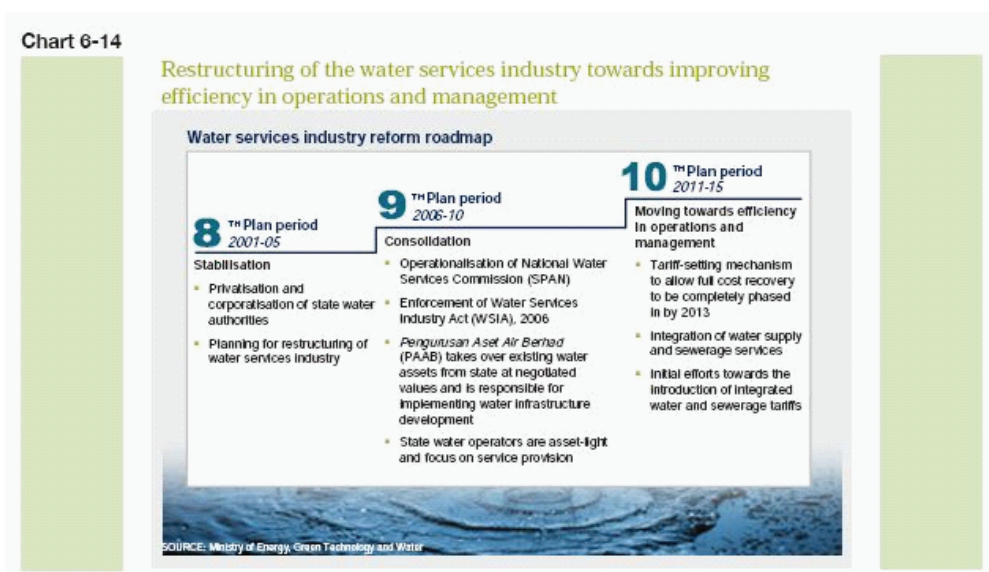 Chart 6-14
Restructuring of the water services industry towards improving
efficiency in operations and management
Water services industry reform roadmap
8 TH Plan period
2001-05
Stabilisation
Privatisation and
corporatisation of state water
authorities
Planning for restructuring of
water services industry
9 TH Plan period
2006-10
Consolidation
Operationalisation of National Water
Services Commission (SPAN)
Enforcement of Water Services
Industry Act (WSIA), 2006
Pengurusan Aset Air Berhad
(PAAB) takes over existing water
assets from state at negotiated
values and is responsible for
implementing water infrastructure
development
State water operators are asset-light
and focus on service provision
10 TH Plan period
2011-15
Moving towards efficiency
in operations and
management
Tariff-setting mechanism
to allow full cost recovery
to be completely phased
in by 2013
Integration of water supply
and sewerage services
Initial efforts towards the
introduction of integrated
water and sewerage tariffs
SOURCE: Ministry of Energy, Green Technology and Water